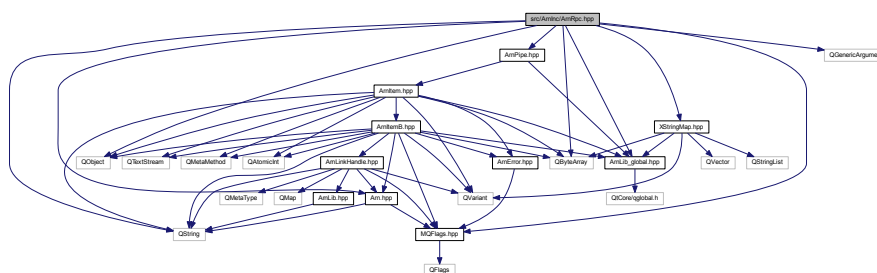 src/ArnInc/ArnRpc.hpp
ArnPipe.hpp
QGenericArgume
ArnItem.hpp
ArnItemB.hpp
XStringMap.hpp
QObject
QTextStream
QMetaMethod
QAtomicInt
ArnLinkHandle.hpp
ArnError.hpp
QByteArray
ArnLib_global.hpp
QVector
QStringList
QMetaType
QMap
ArnLib.hpp
Arn.hpp
QVariant
QtCore/qglobal.h
QString
MQFlags.hpp
QFlags